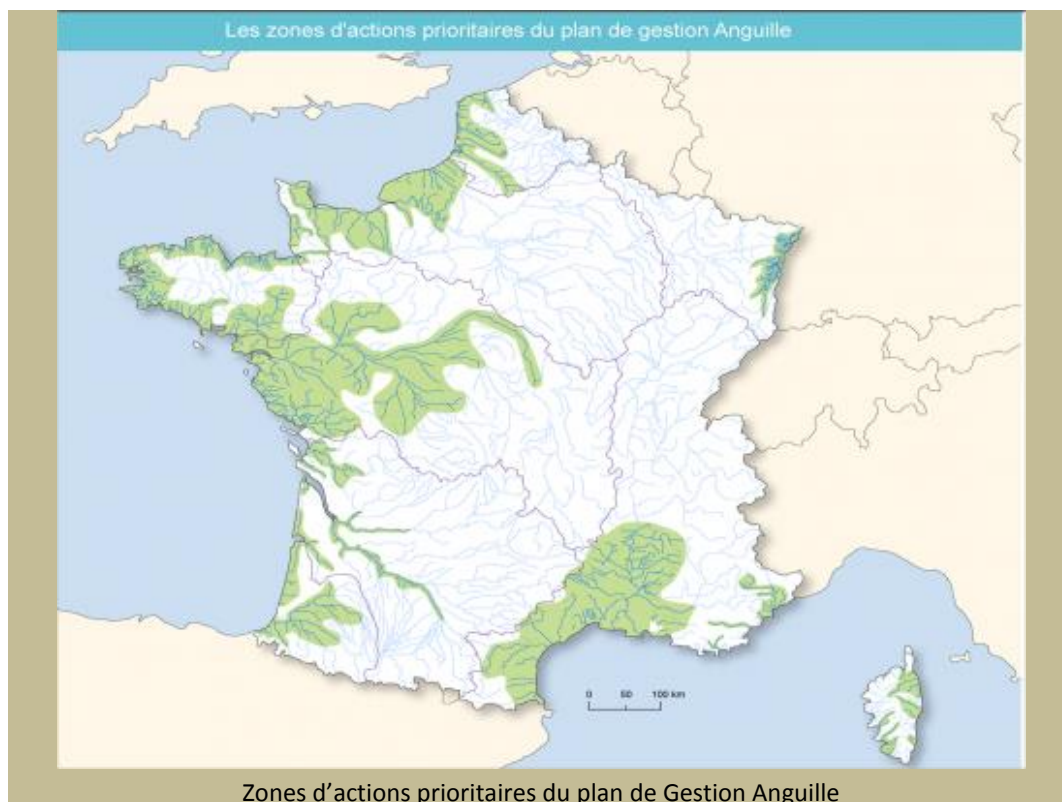 Les zones d'actions prioritaires du plan de gestion Anguille
0 50 100 km
Zones d'actions prioritaires du plan de Gestion Anguille